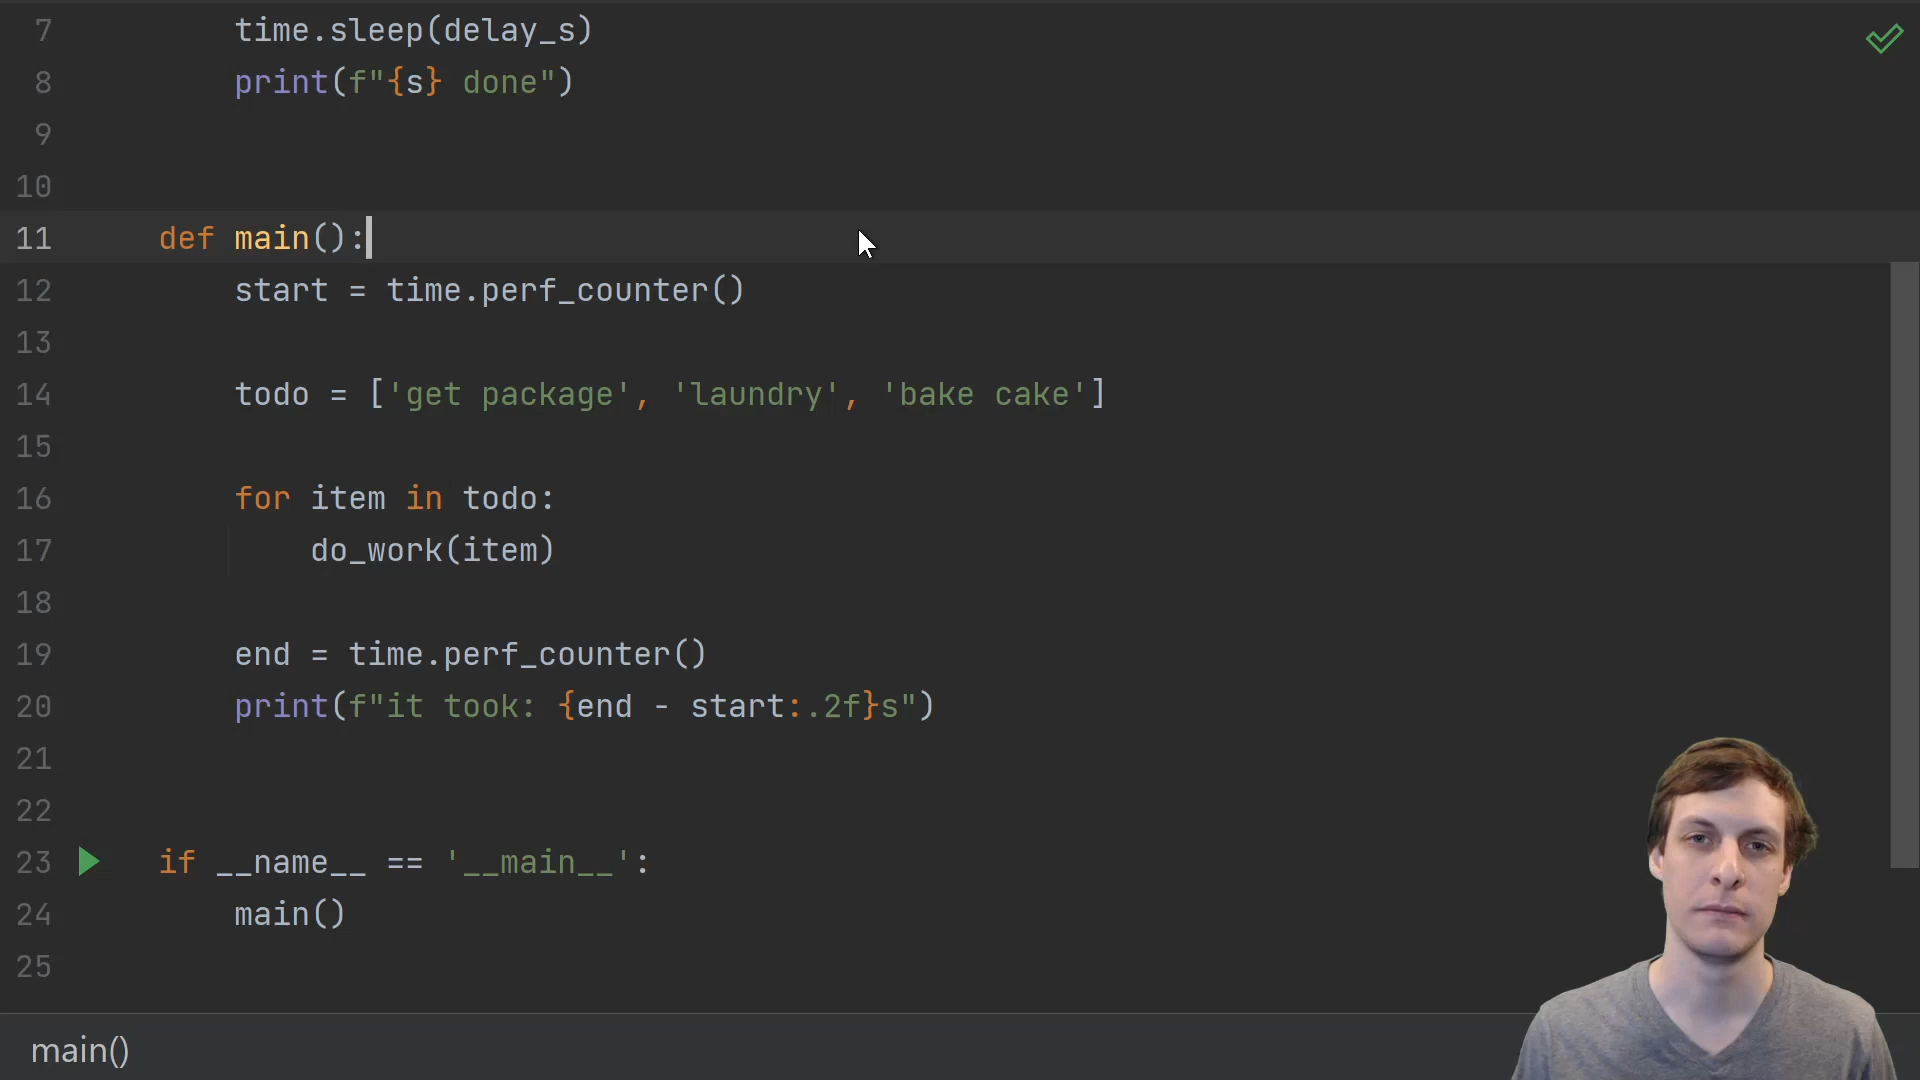 7 time.sleep(delay_s)
8 print(f"{s} done")
9
10
11 def main():
12 start = time.perf_counter()
13
14 todo = ['get package', 'laundry', 'bake cake']
15
16 for item in todo:
17 do_work(item)
18
19 end = time.perf_counter()
20 print(f"it took: {end - start:.2f}s")
21
22
23 if __name__ == '__main__':
24 main()
25
main()